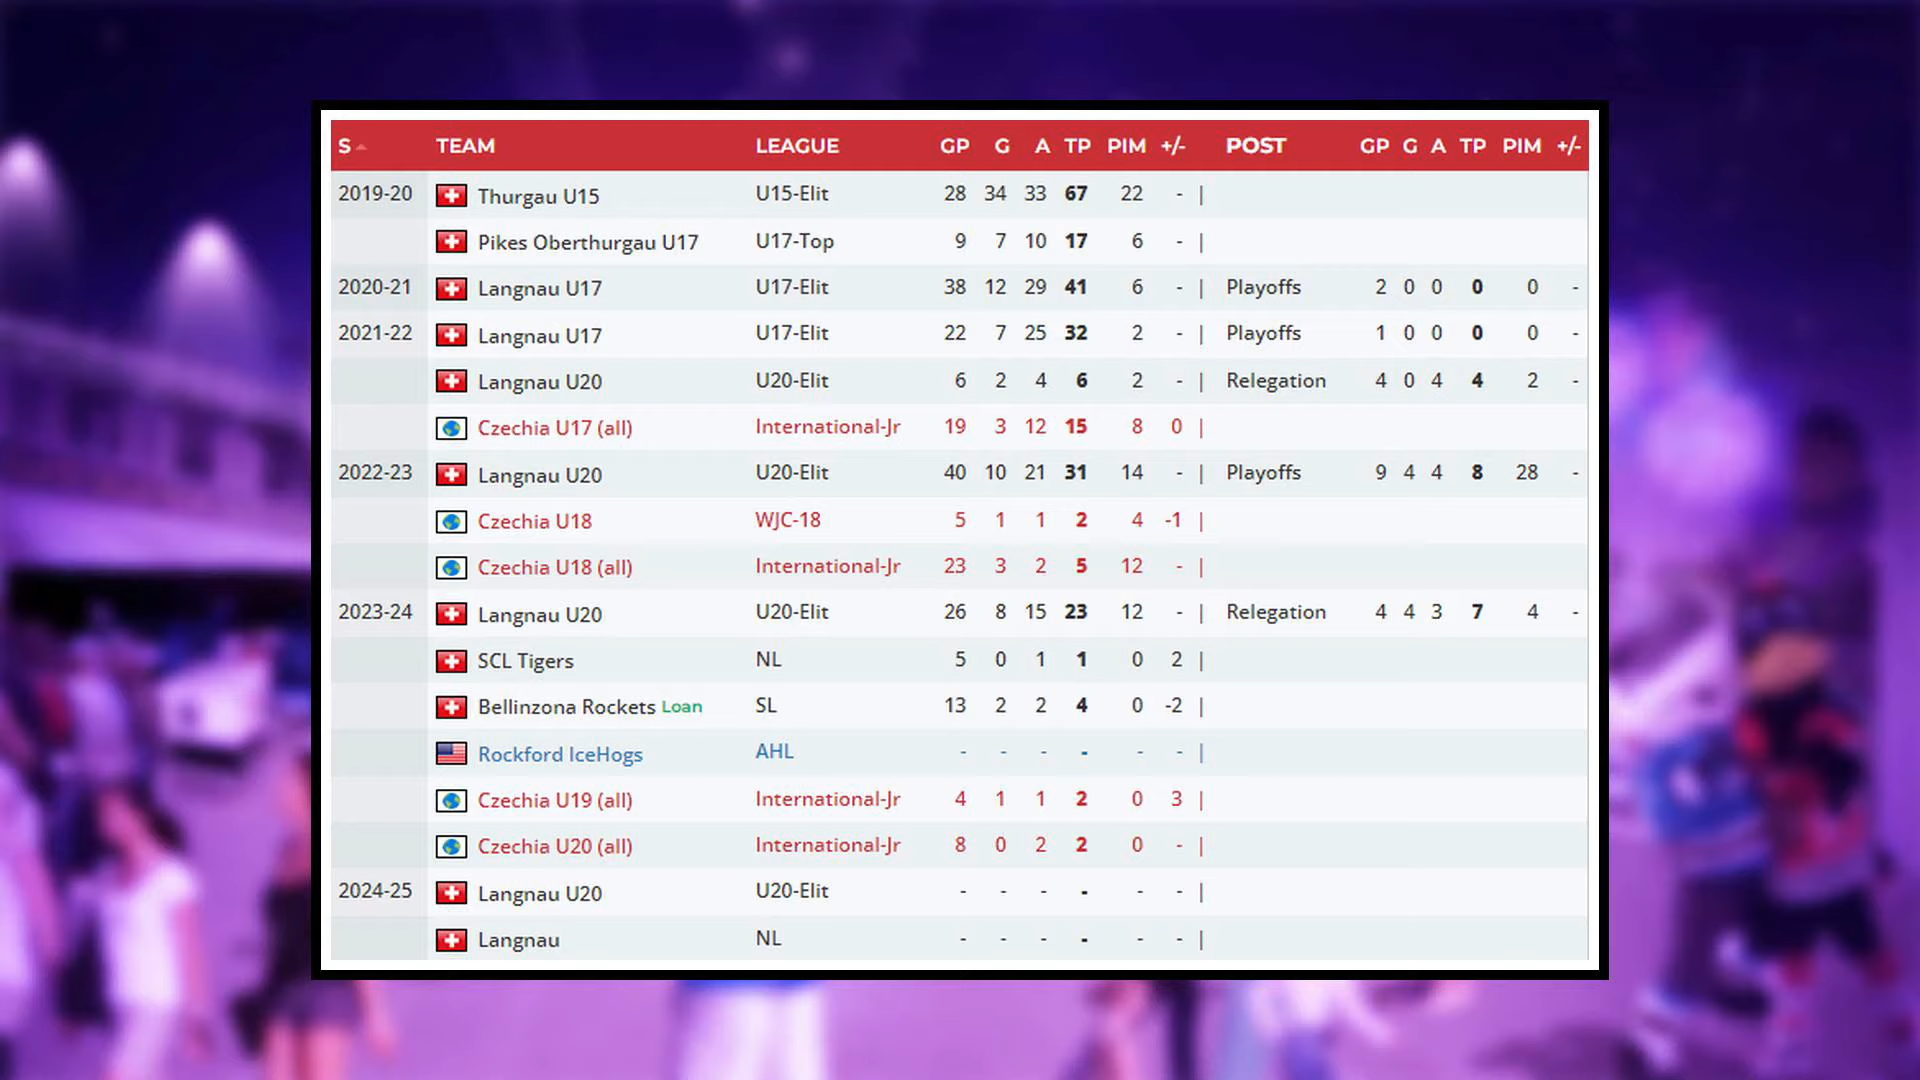 S TEAM LEAGUE GP G A TP PIM +/- POST GP G A TP PIM +/-
2019-20 Thurgau U15 U15-Elit 28 34 33 67 22 - |
Pikes Oberthurgau U17 U17-Top 9 7 10 17 6 - |
2020-21 Langnau U17 U17-Elit 38 12 29 41 6 - | Playoffs 2 0 0 0 0 -
2021-22 Langnau U17 U17-Elit 22 7 25 32 2 - | Playoffs 1 0 0 0 0 -
Langnau U20 U20-Elit 6 2 4 6 2 - | Relegation 4 0 4 4 2 -
Czechia U17 (all) International-Jr 19 3 12 15 8 0 |
2022-23 Langnau U20 U20-Elit 40 10 21 31 14 - | Playoffs 9 4 4 8 28 -
Czechia U18 WJC-18 5 1 1 2 4 -1 |
Czechia U18 (all) International-Jr 23 3 2 5 12 - |
2023-24 Langnau U20 U20-Elit 26 8 15 23 12 - | Relegation 4 4 3 7 4 -
SCL Tigers NL 5 0 1 1 0 2 |
Bellinzona Rockets Loan SL 13 2 2 4 0 -2 |
Rockford IceHogs AHL - - - - - - |
Czechia U19 (all) International-Jr 4 1 1 2 0 3 |
Czechia U20 (all) International-Jr 8 0 2 2 0 - |
2024-25 Langnau U20 U20-Elit - - - - - - |
Langnau NL - - - - - - |